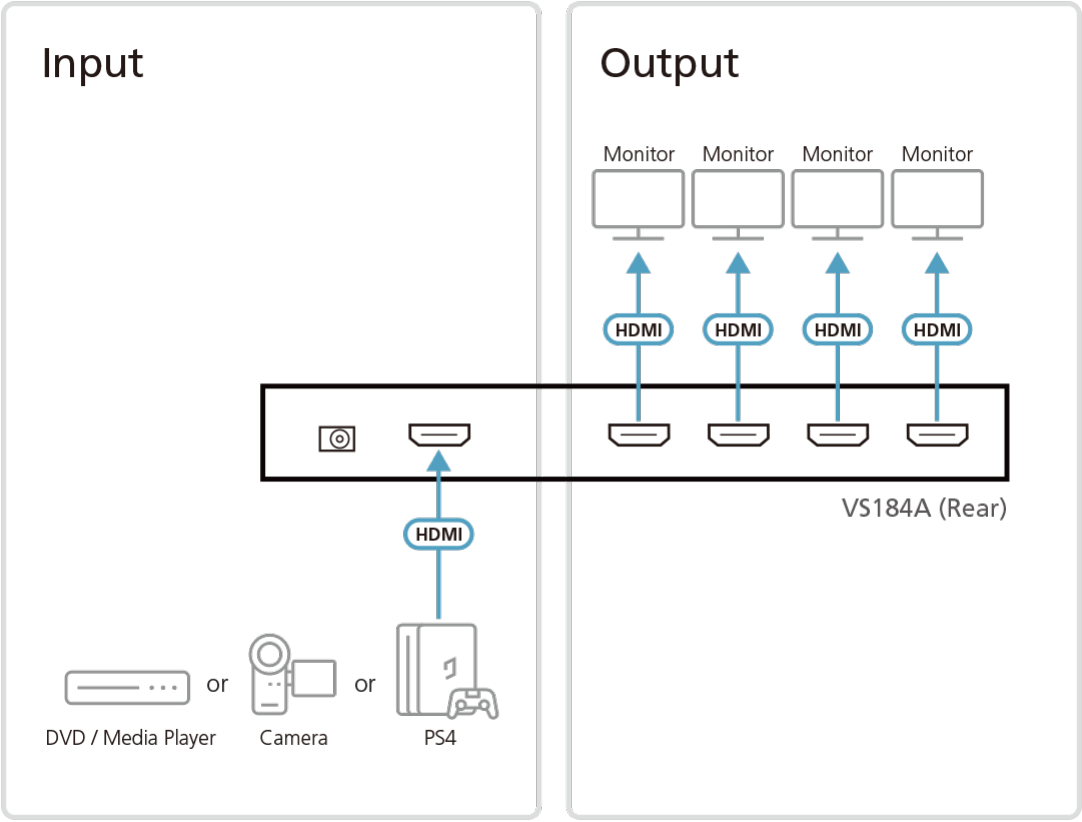 Input
Output
Monitor Monitor Monitor Monitor
HDMI HDMI HDMI HDMI
VS184A (Rear)
HDMI
or or
DVD / Media Player Camera PS4